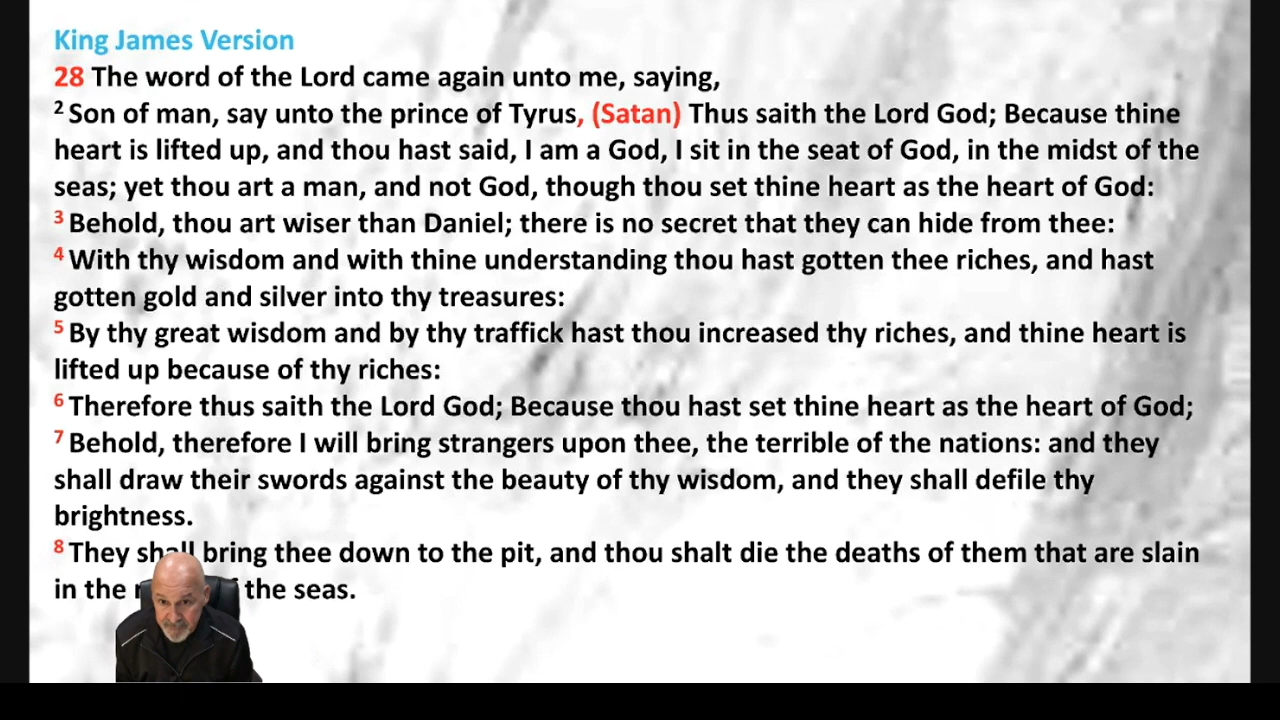 King James Version
28 The word of the Lord came again unto me, saying,
2 Son of man, say unto the prince of Tyrus, (Satan) Thus saith the Lord God; Because thine
heart is lifted up, and thou hast said, I am a God, I sit in the seat of God, in the midst of the
seas; yet thou art a man, and not God, though thou set thine heart as the heart of God:
3 Behold, thou art wiser than Daniel; there is no secret that they can hide from thee:
4 With thy wisdom and with thine understanding thou hast gotten thee riches, and hast
gotten gold and silver into thy treasures:
5 By thy great wisdom and by thy traffick hast thou increased thy riches, and thine heart is
lifted up because of thy riches:
6 Therefore thus saith the Lord God; Because thou hast set thine heart as the heart of God;
7 Behold, therefore I will bring strangers upon thee, the terrible of the nations: and they
shall draw their swords against the beauty of thy wisdom, and they shall defile thy
brightness.
8 They shall bring thee down to the pit, and thou shalt die the deaths of them that are slain
in the the seas.